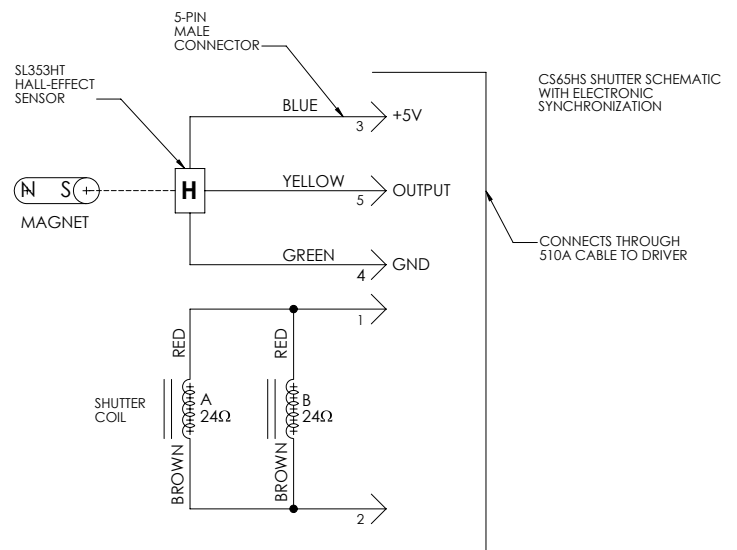 5-PIN
MALE
CONNECTOR
SL353HT
HALL-EFFECT
SENSOR
CS65HS SHUTTER SCHEMATIC
WITH ELECTRONIC
SYNCHRONIZATION
BLUE
3
+5V
N S
H
YELLOW
5
OUTPUT
MAGNET
GREEN
4
GND
CONNECTS THROUGH
510A CABLE TO DRIVER
1
RED
RED
SHUTTER
COIL
A
24Ω
B
24Ω
BROWN
BROWN
2